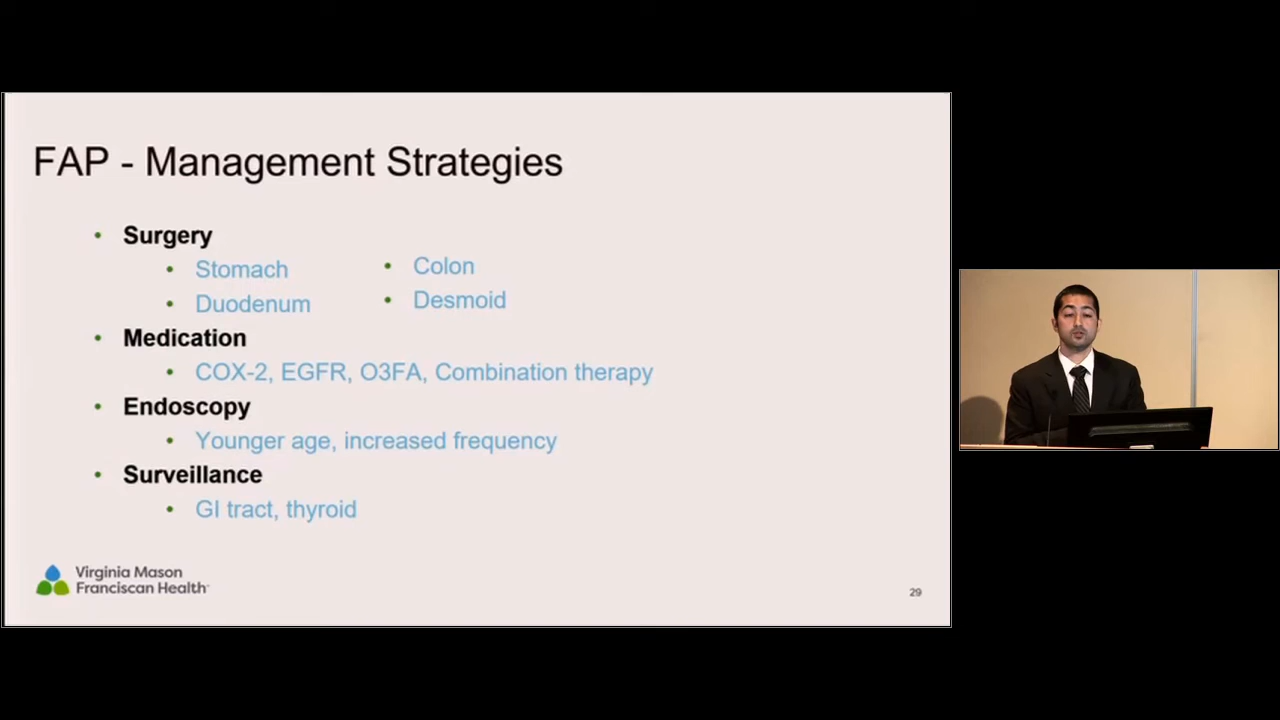 FAP - Management Strategies
• Surgery
• Stomach
• Duodenum
• Colon
• Desmoid
• Medication
• COX-2, EGFR, O3FA, Combination therapy
• Endoscopy
• Younger age, increased frequency
• Surveillance
• GI tract, thyroid
Virginia Mason
Franciscan Health
29